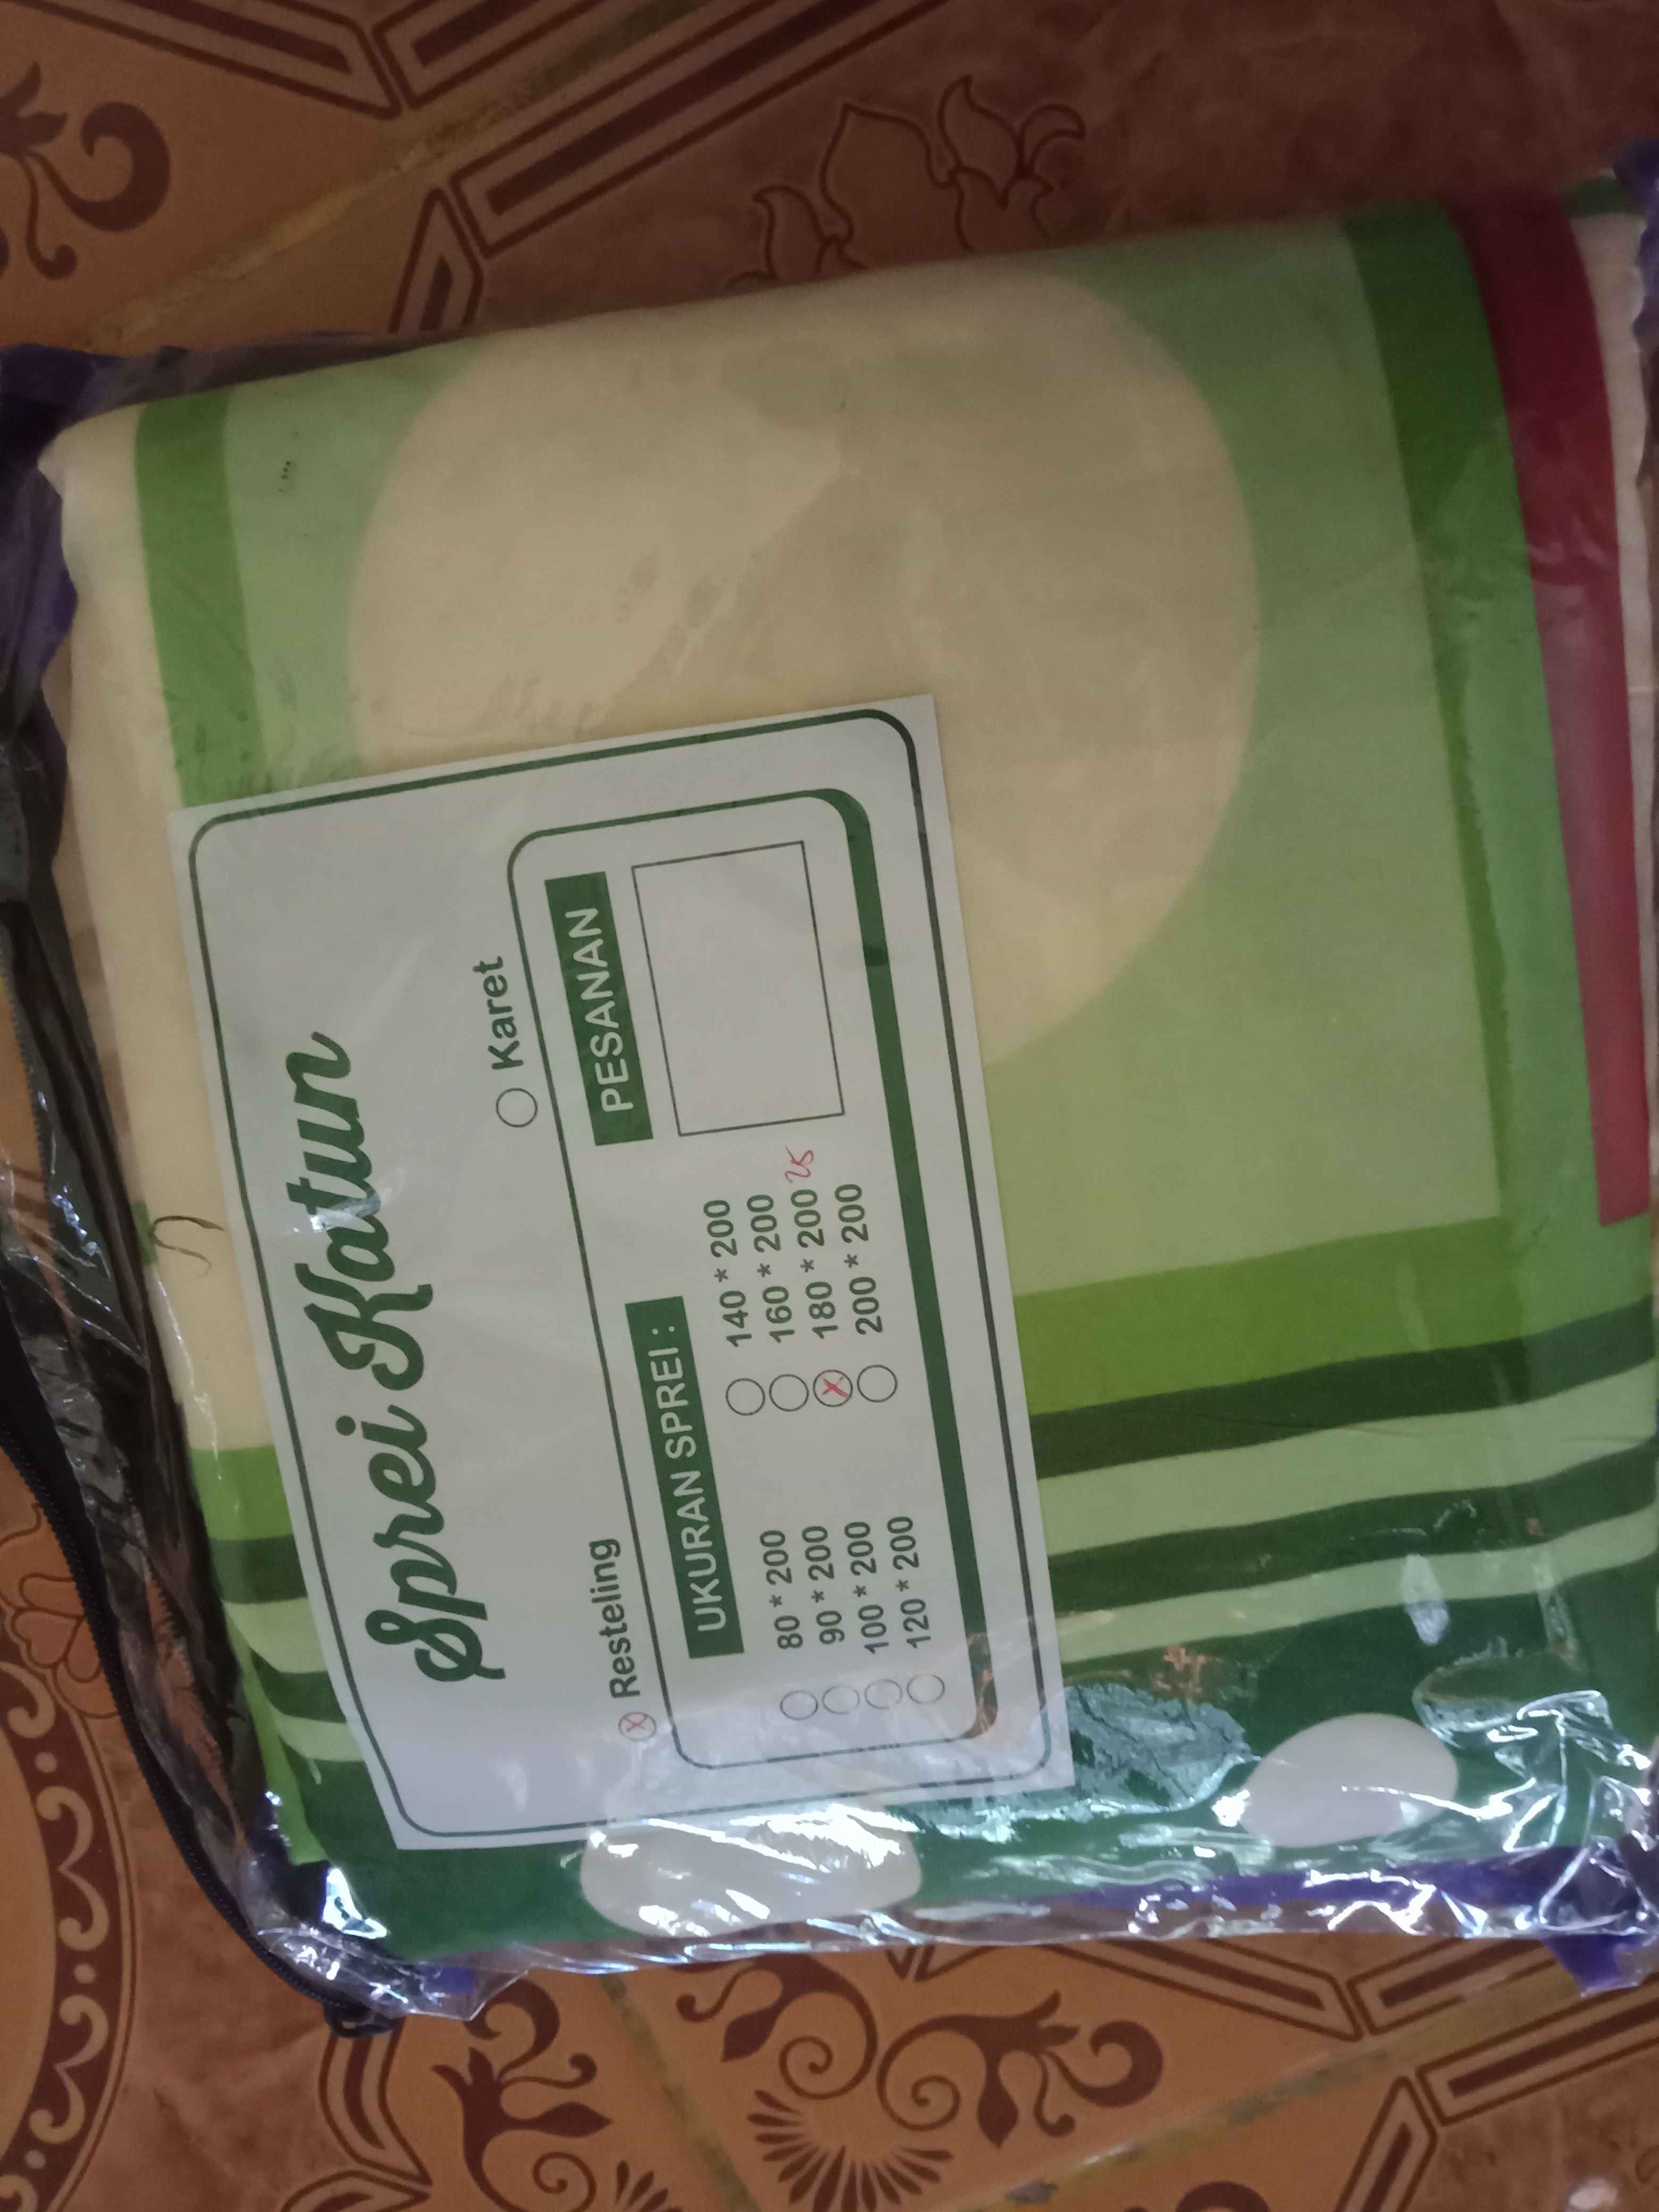 Sprei Katun
Resteling
Karet
UKURAN SPREI :
80 * 200
90 * 200
100 * 200
120 * 200
140 * 200
160 * 200
180 * 200 25
200 * 200
PESANAN